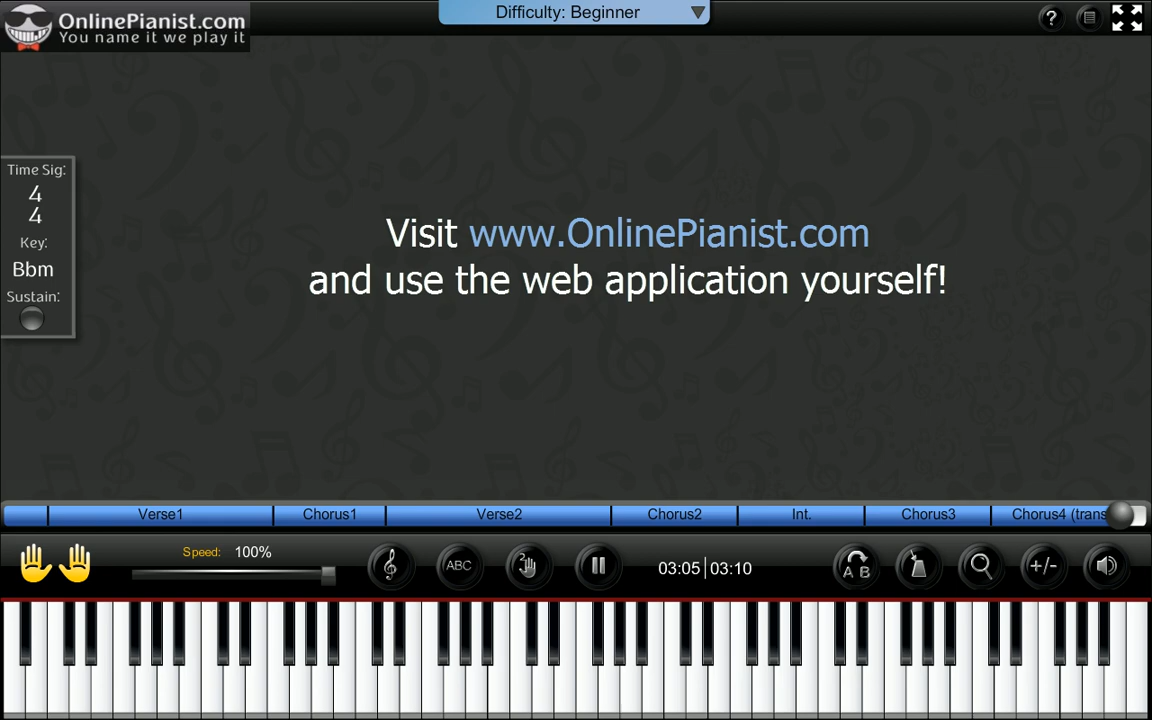 OnlinePianist.com
You name it we play it
Difficulty: Beginner
?
Time Sig:
4
4
Key:
Bbm
Sustain:
Visit www.OnlinePianist.com
and use the web application yourself!
Verse1
Chorus1
Verse2
Chorus2
Int.
Chorus3
Chorus4 (trans
Speed: 100%
ABC
2
03:05 03:10
A B
+/-